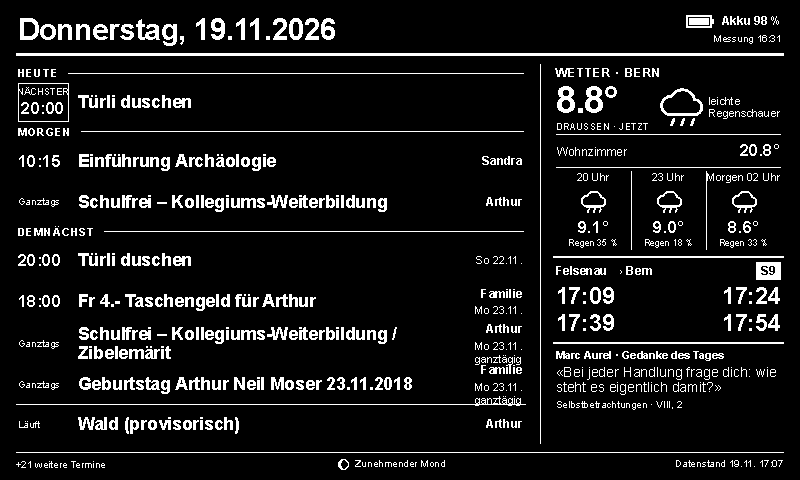 Donnerstag, 19.11.2026
Akku 98 %
Messung 16:31
HEUTE
NÄCHSTER
20:00 Türli duschen
MORGEN
10:15 Einführung Archäologie Sandra
Ganztags Schulfrei – Kollegiums-Weiterbildung Arthur
DEMNÄCHST
20:00 Türli duschen So 22.11.
18:00 Fr 4.- Taschengeld für Arthur Familie
Mo 23.11.
Ganztags Schulfrei – Kollegiums-Weiterbildung / Zibelemärit Arthur
Mo 23.11.
ganztägig
Ganztags Geburtstag Arthur Neil Moser 23.11.2018 Familie
Mo 23.11.
ganztägig
Läuft Wald (provisorisch) Arthur
WETTER · BERN
8.8°
leichte
Regenschauer
DRAUSSEN · JETZT
Wohnzimmer 20.8°
20 Uhr 23 Uhr Morgen 02 Uhr
9.1° 9.0° 8.6°
Regen 35 % Regen 18 % Regen 33 %
Felsenau › Bern S9
17:09 17:24
17:39 17:54
Marc Aurel · Gedanke des Tages
«Bei jeder Handlung frage dich: wie
steht es eigentlich damit?»
Selbstbetrachtungen · VIII, 2
+21 weitere Termine
Zunehmender Mond
Datenstand 19.11. 17:07